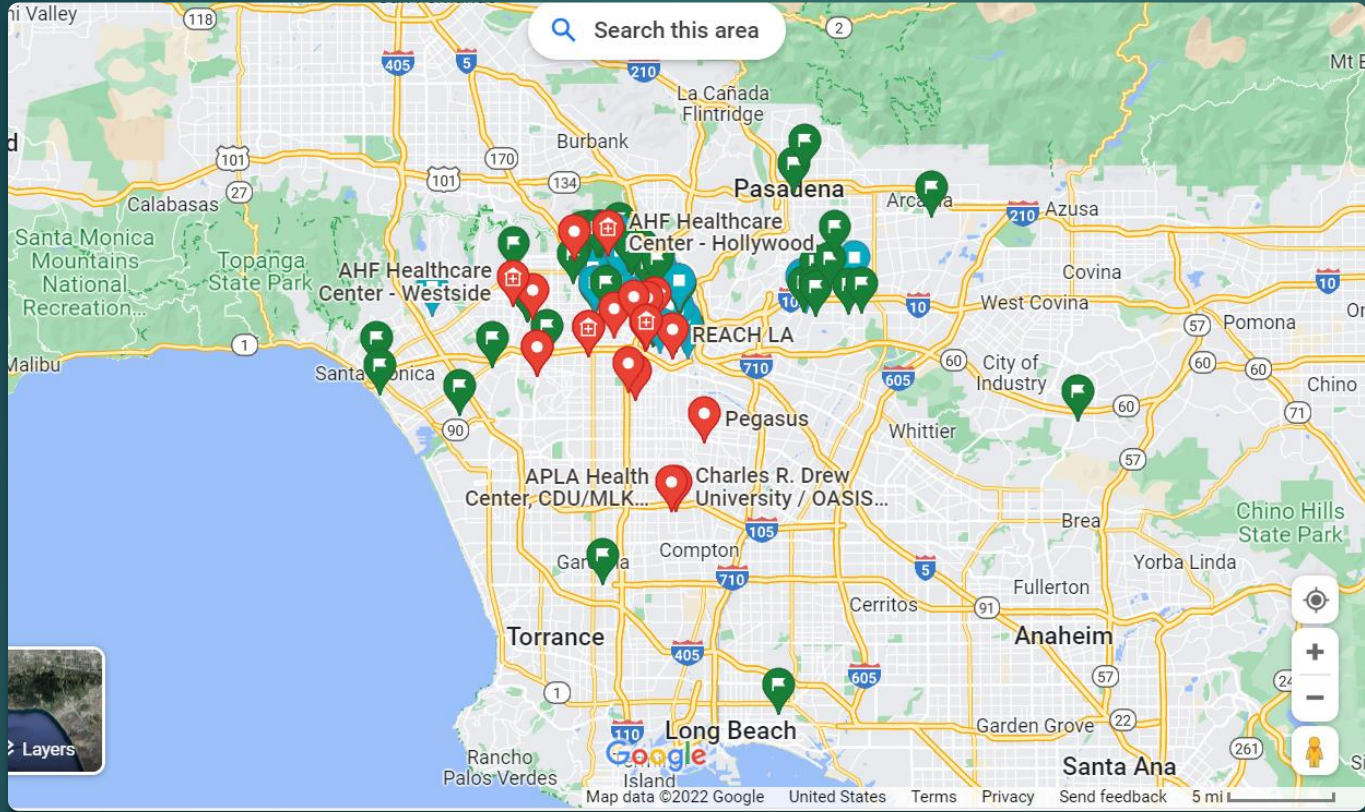 ni Valley
118
405
5
Search this area
2
210
Mt B
La Cañada
Flintridge
Burbank
d
101
170
101
134
27
Calabasas
Pasadena
Arcadia
210
Azusa
AHF Healthcare
Center - Hollywood
Santa Monica
Mountains
National
Recreation...
Topanga
State Park
AHF Healthcare
Center - Westside
Covina
10
10
10
West Covina
57
Pomona
1
REACH LA
Malibu
Santa Monica
710
60
City of
Industry
605
60
60
Chino
90
Pegasus
Whittier
60
71
57
APLA Health
Center, CDU/MLK...
Charles R. Drew
University / OASIS...
105
Brea
Chino Hills
State Park
Gardena
Compton
710
5
Yorba Linda
Fullerton
Cerritos
91
Torrance
Anaheim
405
605
57
24
1
Long Beach
Garden Grove
22
110
261
Layers
Rancho
Palos Verdes
Google
Island
Santa Ana
Map data ©2022 Google
United States
Terms
Privacy
Send feedback
5 mi